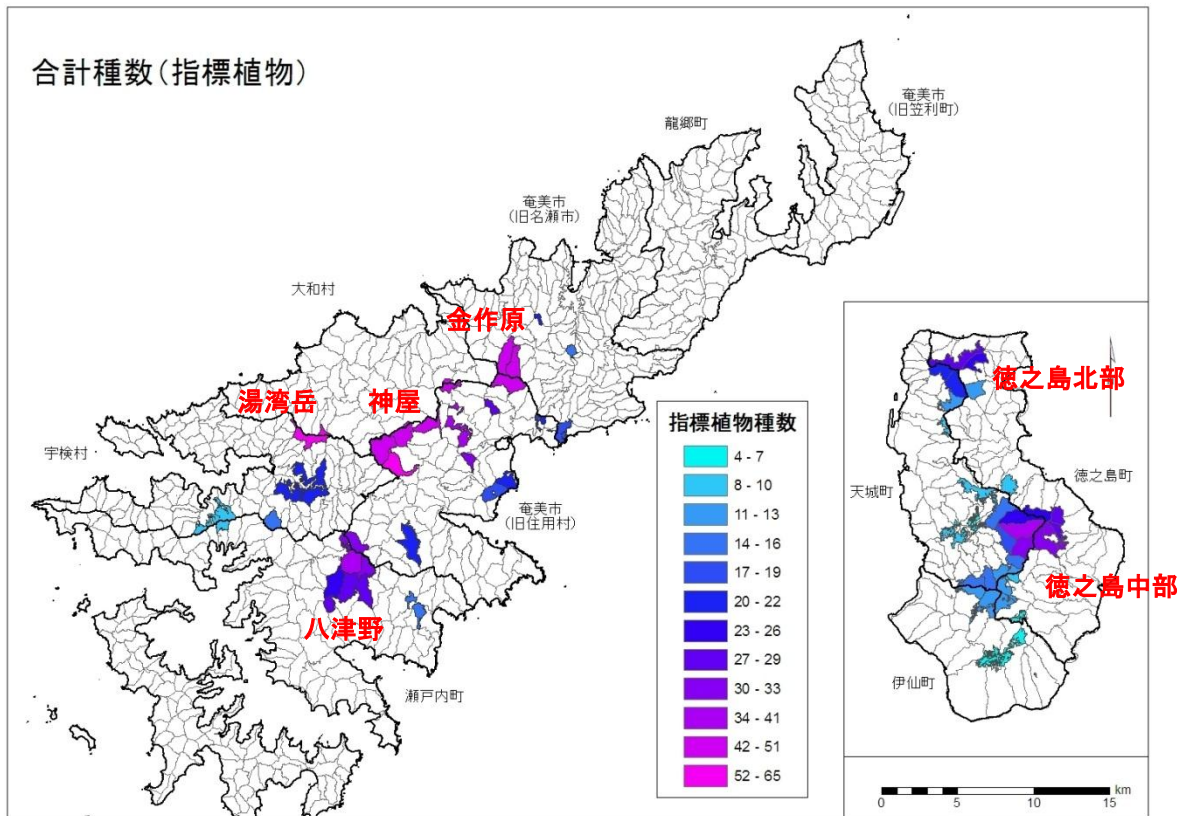 合計種数(指標植物)
奄美市
(旧笠利町)
龍郷町
奄美市
(旧名瀬市)
大和村
金作原
湯湾岳
神屋
宇検村
奄美市
(旧住用村)
八津野
瀬戸内町
指標植物種数
4 - 7
8 - 10
11 - 13
14 - 16
17 - 19
20 - 22
23 - 26
27 - 29
30 - 33
34 - 41
42 - 51
52 - 65
徳之島北部
徳之島町
天城町
徳之島中部
伊仙町
km
0 5 10 15